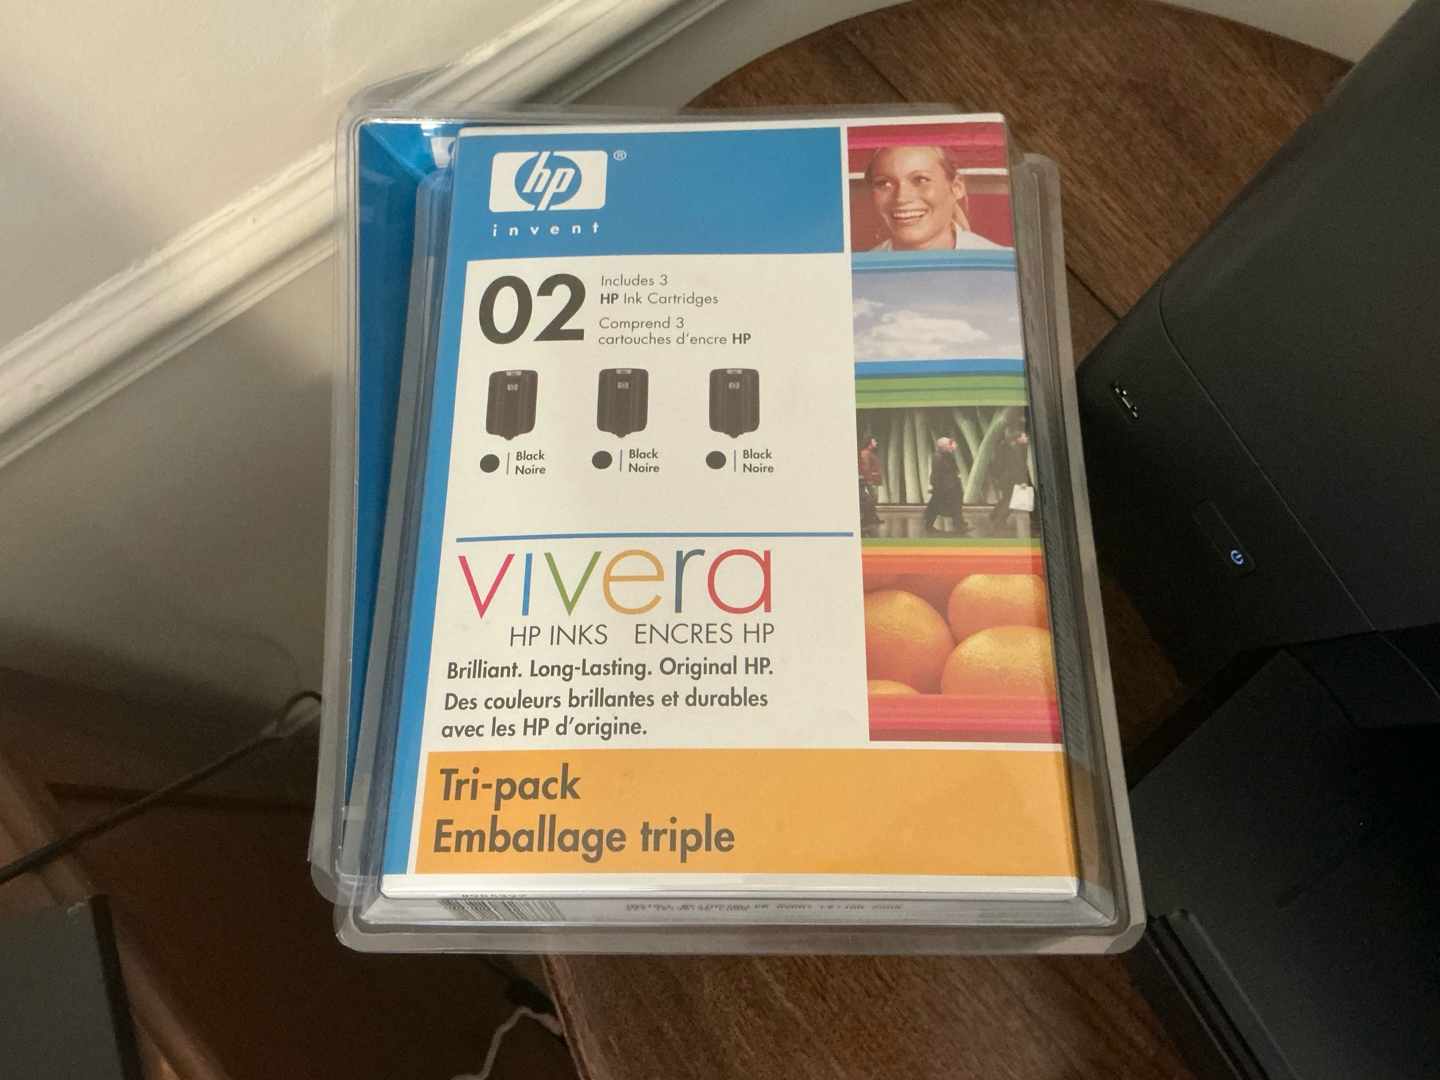 hp ®
invent
02
Includes 3
HP Ink Cartridges
Comprend 3
cartouches d'encre HP
Black
Noire
Black
Noire
Black
Noire
vivera
HP INKS ENCRES HP
Brilliant. Long-Lasting. Original HP.
Des couleurs brillantes et durables
avec les HP d'origine.
Tri-pack
Emballage triple